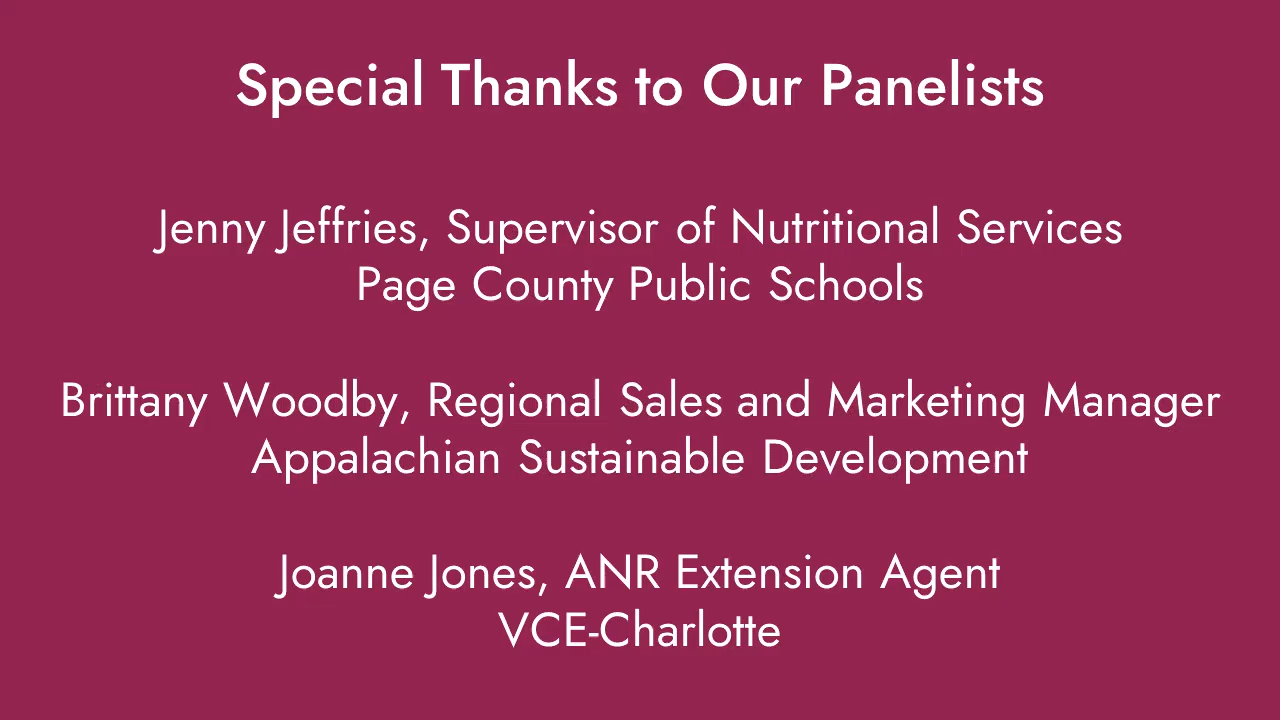 Special Thanks to Our Panelists
Jenny Jeffries, Supervisor of Nutritional Services
Page County Public Schools
Brittany Woodby, Regional Sales and Marketing Manager
Appalachian Sustainable Development
Joanne Jones, ANR Extension Agent
VCE-Charlotte